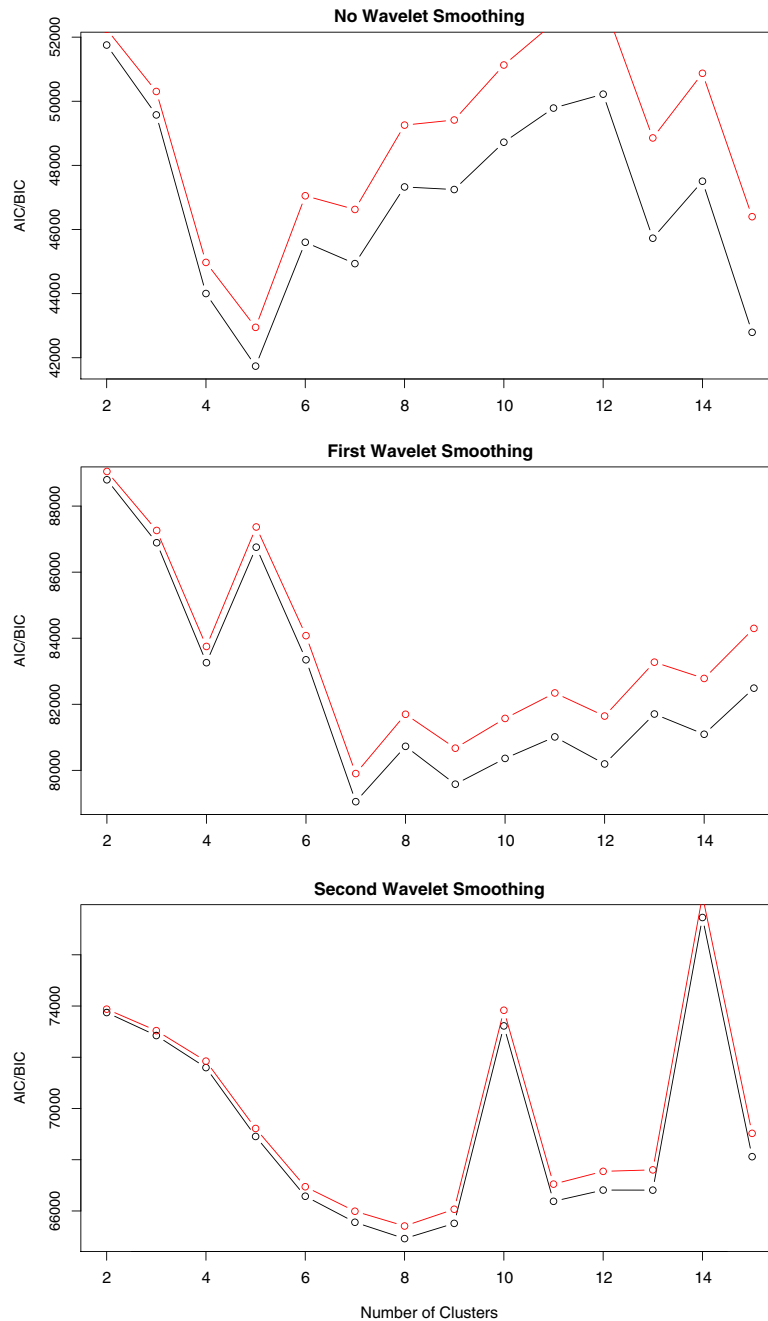 No Wavelet Smoothing
52000
50000
48000
46000
44000
42000
AIC/BIC
2 4 6 8 10 12 14
First Wavelet Smoothing
88000
86000
84000
82000
80000
AIC/BIC
2 4 6 8 10 12 14
Second Wavelet Smoothing
74000
70000
66000
AIC/BIC
2 4 6 8 10 12 14
Number of Clusters